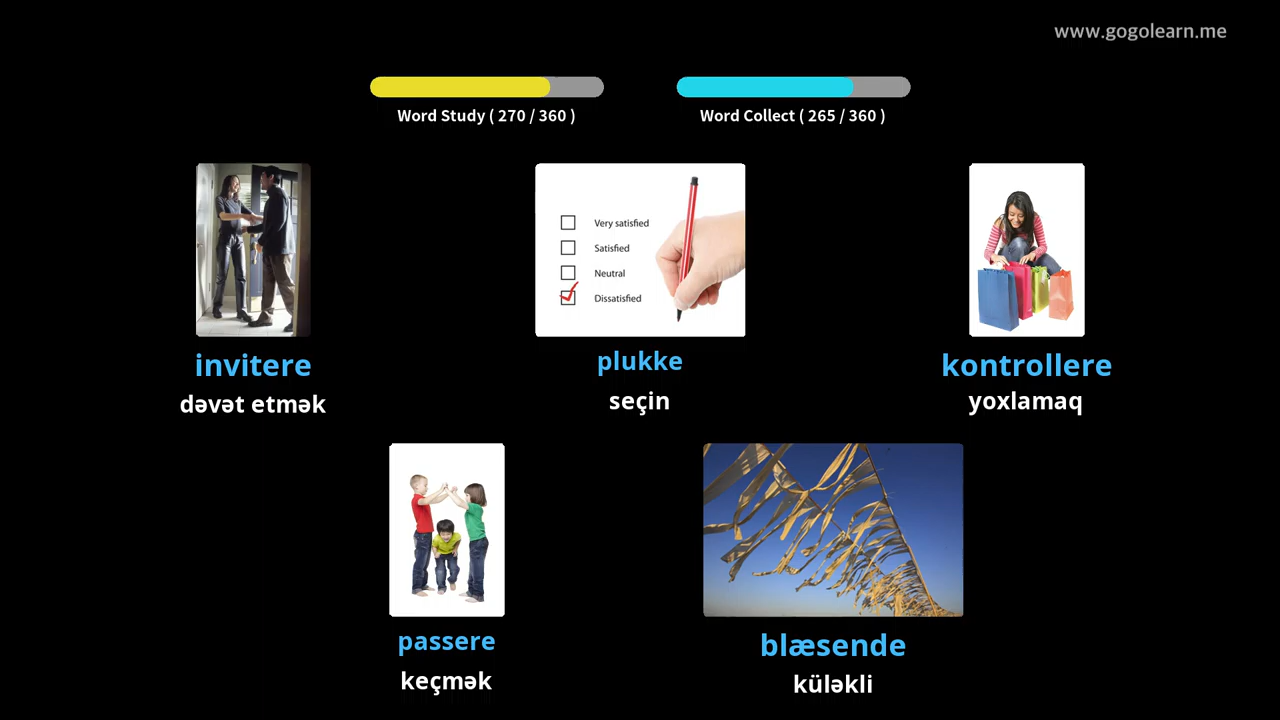 www.gogolearn.me
Word Study ( 270 / 360 )
Word Collect ( 265 / 360 )
Very satisfied
Satisfied
Neutral
Dissatisfied
invitere
dəvət etmək
plukke
seçin
kontrollere
yoxlamaq
passere
keçmək
blæsende
küləkli